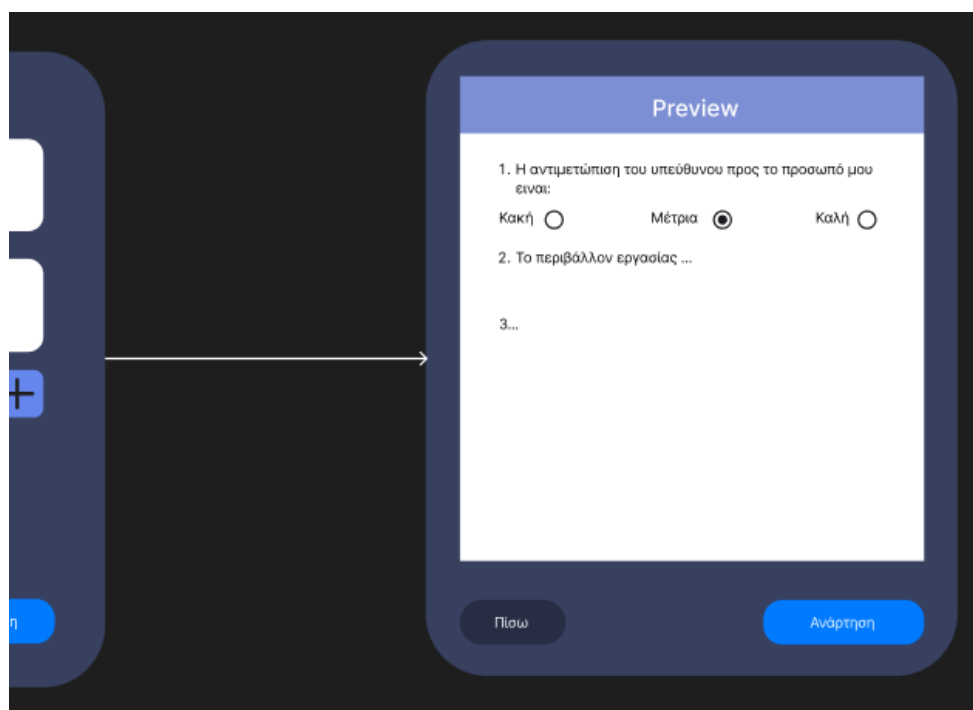 Preview
1. Η αντιμετώπιση του υπεύθυνου προς το προσωπό μου
ειναι:
Κακή Μέτρια Καλή
2. Το περιβάλλον εργασίας ...
3...
η Πίσω Ανάρτηση